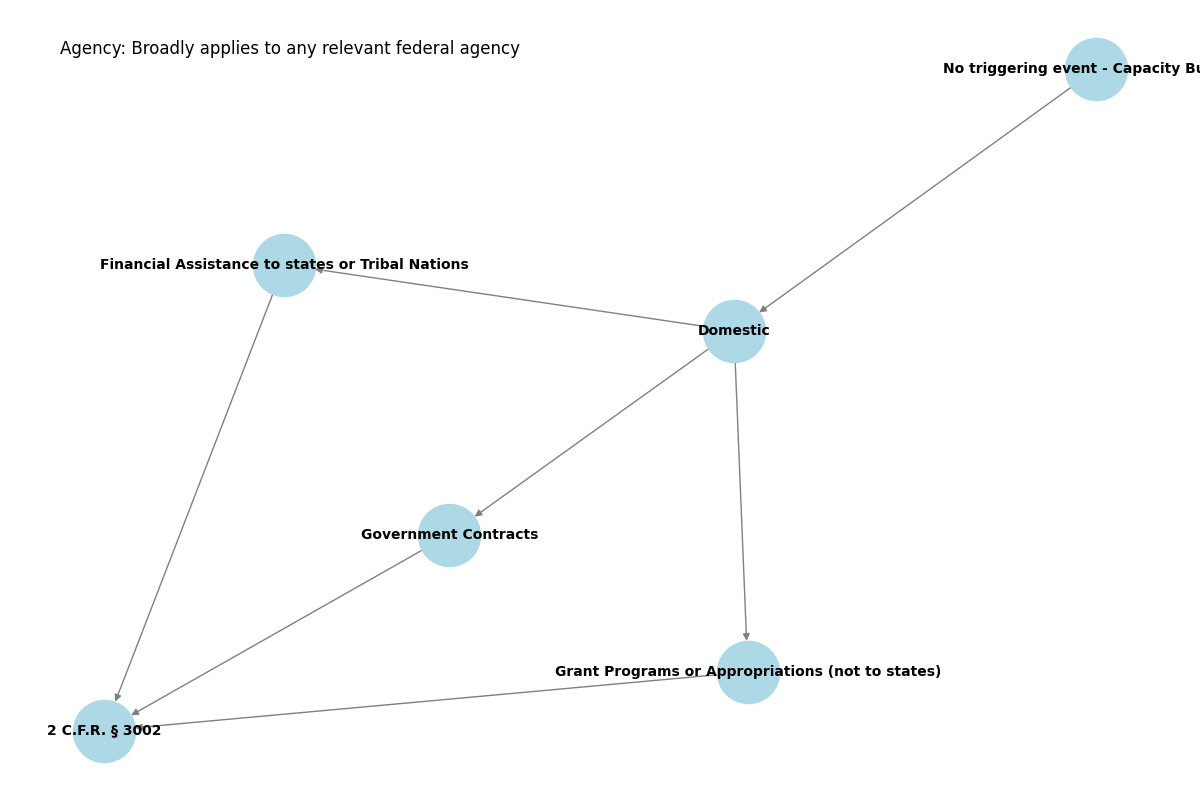 Agency: Broadly applies to any relevant federal agency
No triggering event - Capacity Bu
Financial Assistance to states or Tribal Nations
Domestic
Government Contracts
Grant Programs or Appropriations (not to states)
2 C.F.R. § 3002